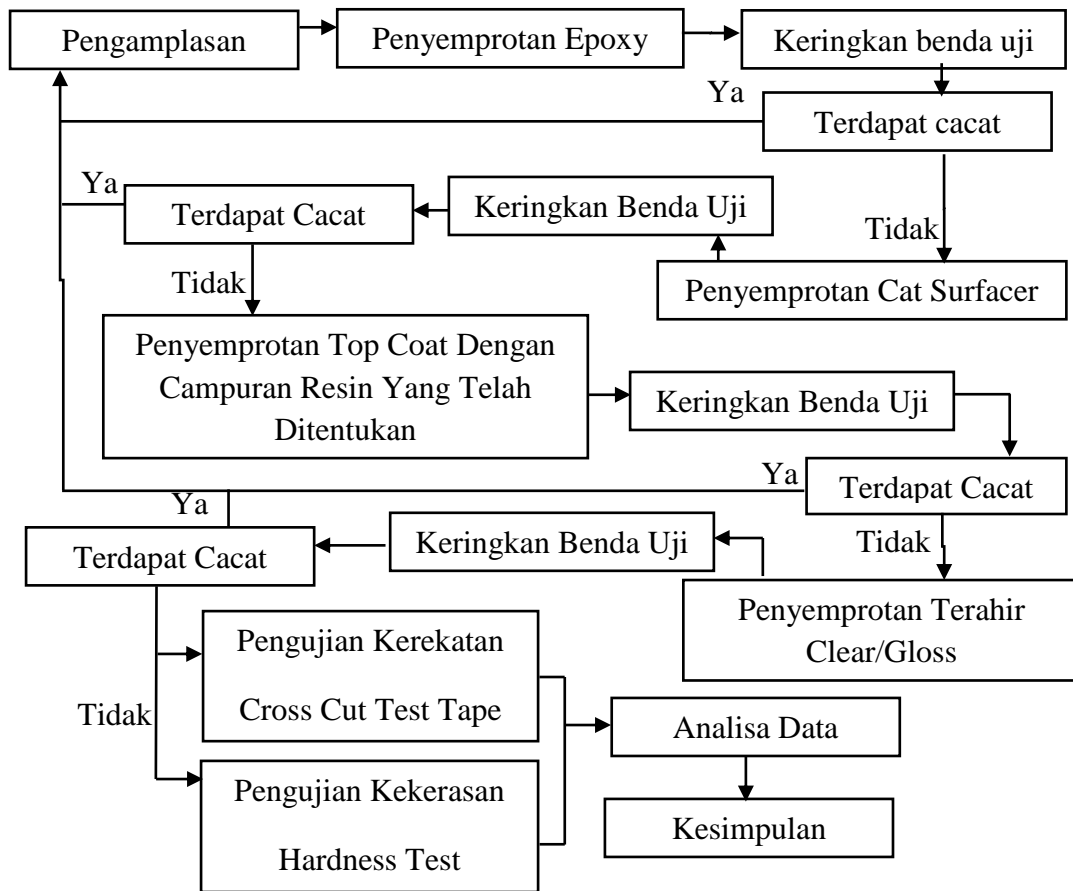 Pengamplasan
Penyemprotan Epoxy
Keringkan benda uji
Ya
Terdapat cacat
Tidak
Penyemprotan Cat Surfacer
Keringkan Benda Uji
Terdapat Cacat
Ya
Tidak
Penyemprotan Top Coat Dengan
Campuran Resin Yang Telah
Ditentukan
Keringkan Benda Uji
Terdapat Cacat
Ya
Tidak
Penyemprotan Terahir
Clear/Gloss
Keringkan Benda Uji
Terdapat Cacat
Ya
Tidak
Pengujian Kerekatan
Cross Cut Test Tape
Pengujian Kekerasan
Hardness Test
Analisa Data
Kesimpulan